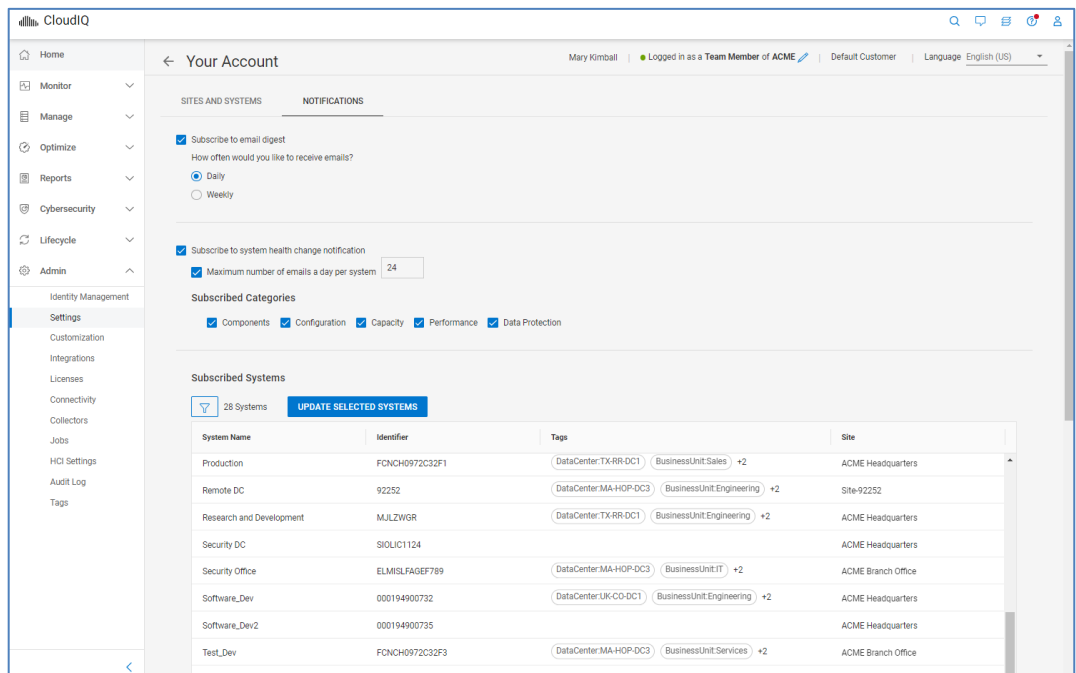 CloudIQ
Home
Monitor
Manage
Optimize
Reports
Cybersecurity
Lifecycle
Admin
Identity Management
Settings
Customization
Integrations
Licenses
Connectivity
Collectors
Jobs
HCI Settings
Audit Log
Tags
Your Account
Mary Kimball | Logged in as a Team Member of ACME | Default Customer | Language English (US)
SITES AND SYSTEMS NOTIFICATIONS
Subscribe to email digest
How often would you like to receive emails?
Daily
Weekly
Subscribe to system health change notification
Maximum number of emails a day per system 24
Subscribed Categories
Components Configuration Capacity Performance Data Protection
Subscribed Systems
28 Systems UPDATE SELECTED SYSTEMS
System Name Identifier Tags Site
Production FCNCH0972C32F1 DataCenter:TX-RR-DC1 BusinessUnit:Sales +2 ACME Headquarters
Remote DC 92252 DataCenter:MA-HOP-DC3 BusinessUnit:Engineering +2 Site-92252
Research and Development MJLZWGR DataCenter:TX-RR-DC1 BusinessUnit:Engineering +2 ACME Headquarters
Security DC SIOLIC1124 ACME Headquarters
Security Office ELMISLFAGEF789 DataCenter:MA-HOP-DC3 BusinessUnit:IT +2 ACME Branch Office
Software_Dev 000194900732 DataCenter:UK-CO-DC1 BusinessUnit:Engineering +2 ACME Headquarters
Software_Dev2 000194900735 ACME Headquarters
Test_Dev FCNCH0972C32F3 DataCenter:MA-HOP-DC3 BusinessUnit:Services +2 ACME Branch Office